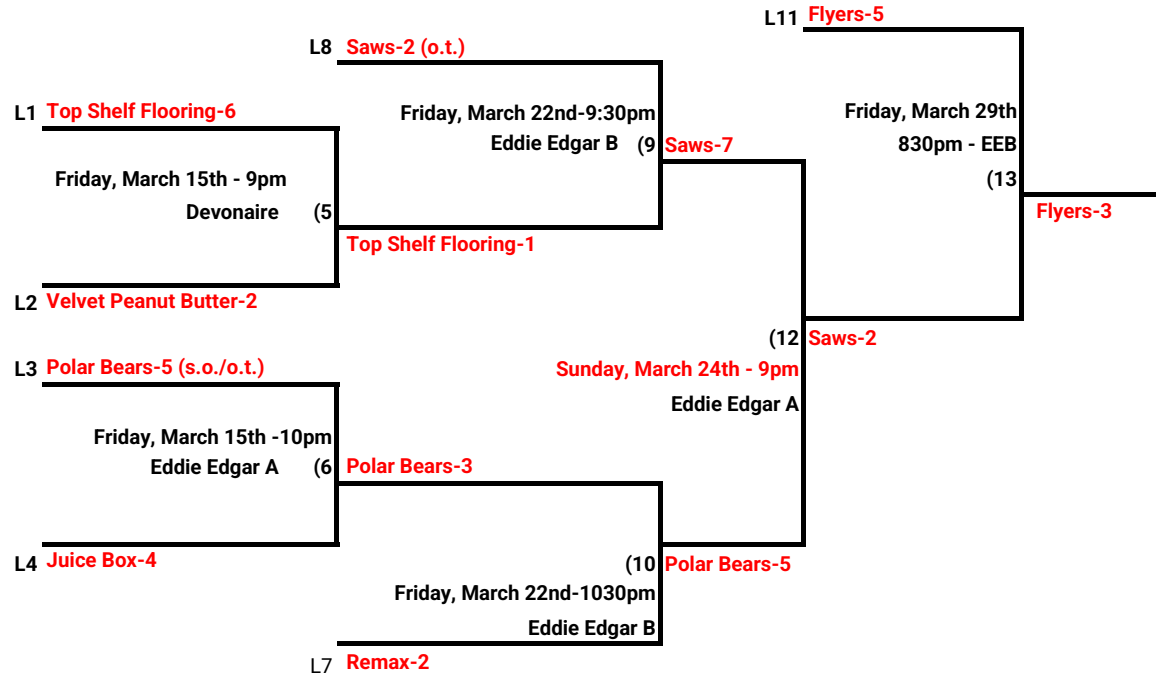 L11 Flyers-5
L8 Saws-2 (o.t.)
L1 Top Shelf Flooring-6
Friday, March 22nd-9:30pm
Eddie Edgar B (9 Saws-7
Friday, March 29th
830pm - EEB
(13
Flyers-3
Friday, March 15th - 9pm
Devonaire (5
Top Shelf Flooring-1
L2 Velvet Peanut Butter-2
(12 Saws-2
Sunday, March 24th - 9pm
Eddie Edgar A
L3 Polar Bears-5 (s.o./o.t.)
Friday, March 15th -10pm
Eddie Edgar A (6 Polar Bears-3
L4 Juice Box-4
(10 Polar Bears-5
Friday, March 22nd-1030pm
Eddie Edgar B
L7 Remax-2